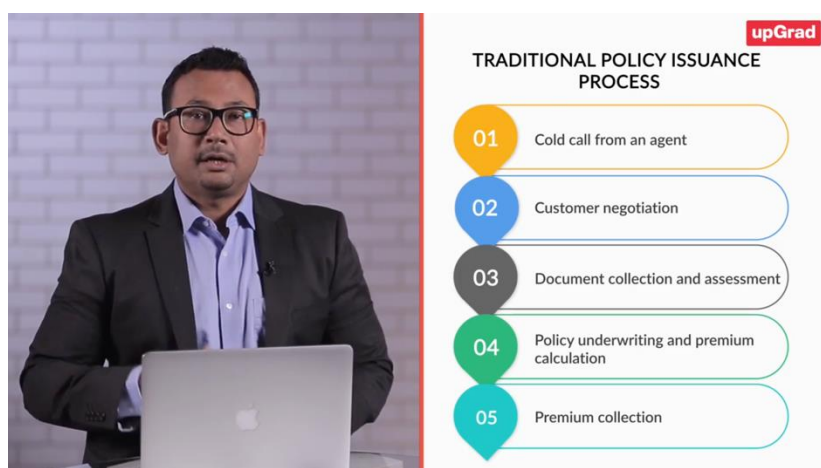 upGrad
TRADITIONAL POLICY ISSUANCE
PROCESS
01
Cold call from an agent
02
Customer negotiation
03
Document collection and assessment
04
Policy underwriting and premium
calculation
05
Premium collection